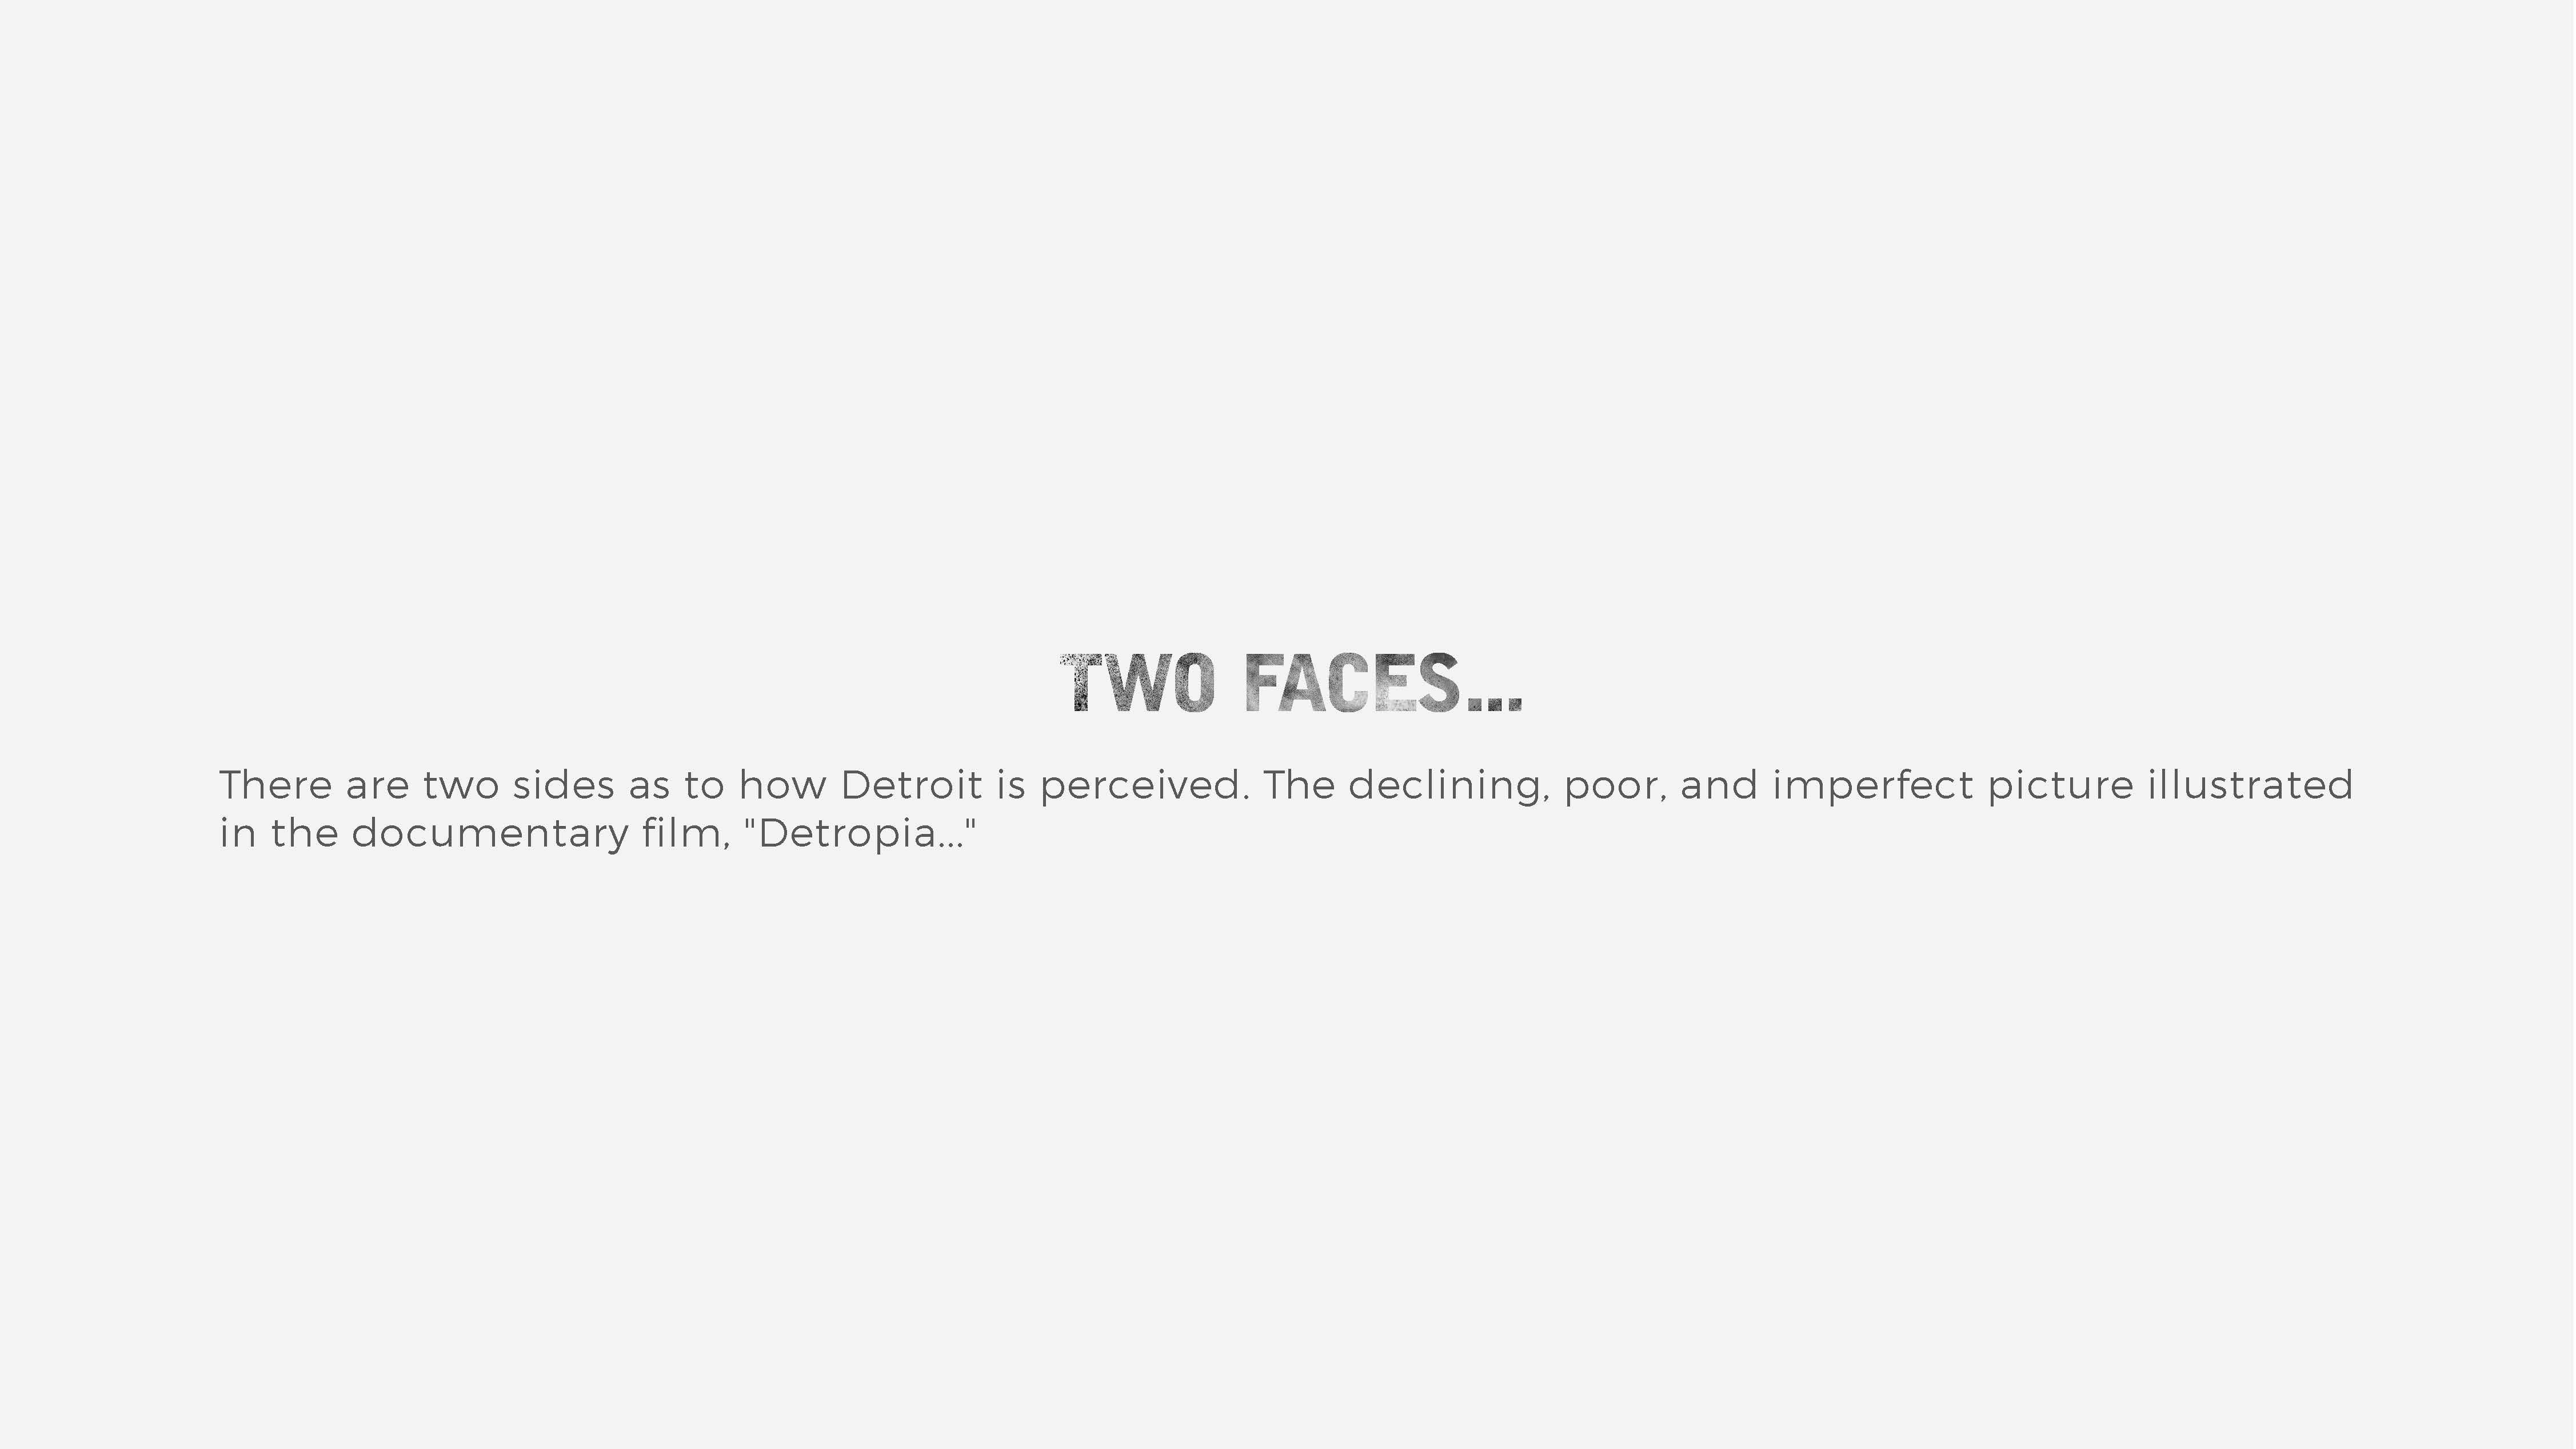 TWO FACES...
There are two sides as to how Detroit is perceived. The declining, poor, and imperfect picture illustrated
in the documentary film, "Detropia..."